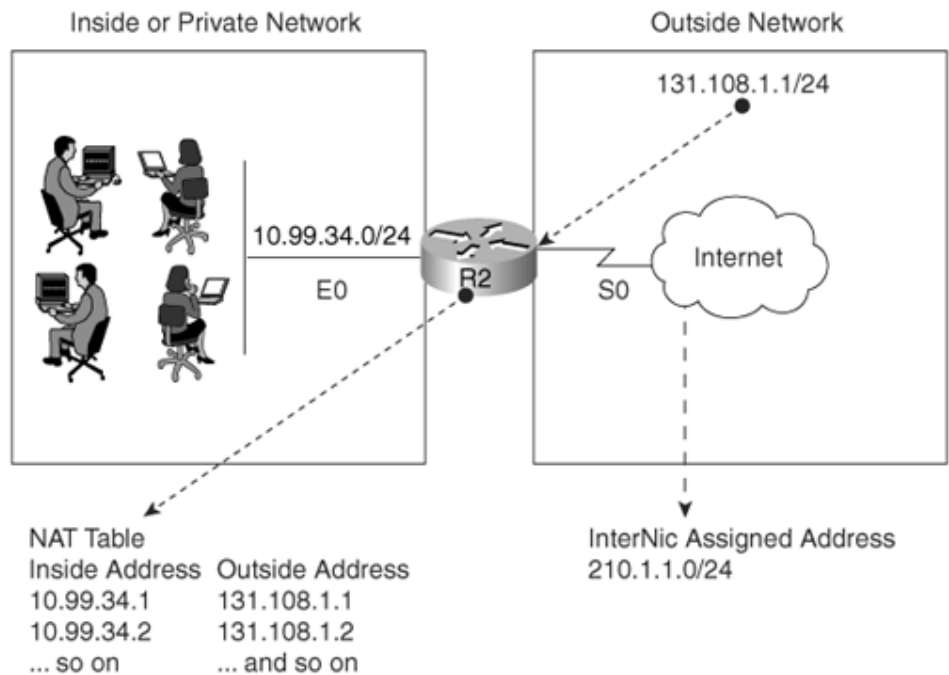 Inside or Private Network
Outside Network
131.108.1.1/24
10.99.34.0/24
E0
R2
S0
Internet
NAT Table
Inside Address Outside Address
10.99.34.1 131.108.1.1
10.99.34.2 131.108.1.2
... so on ... and so on
InterNic Assigned Address
210.1.1.0/24